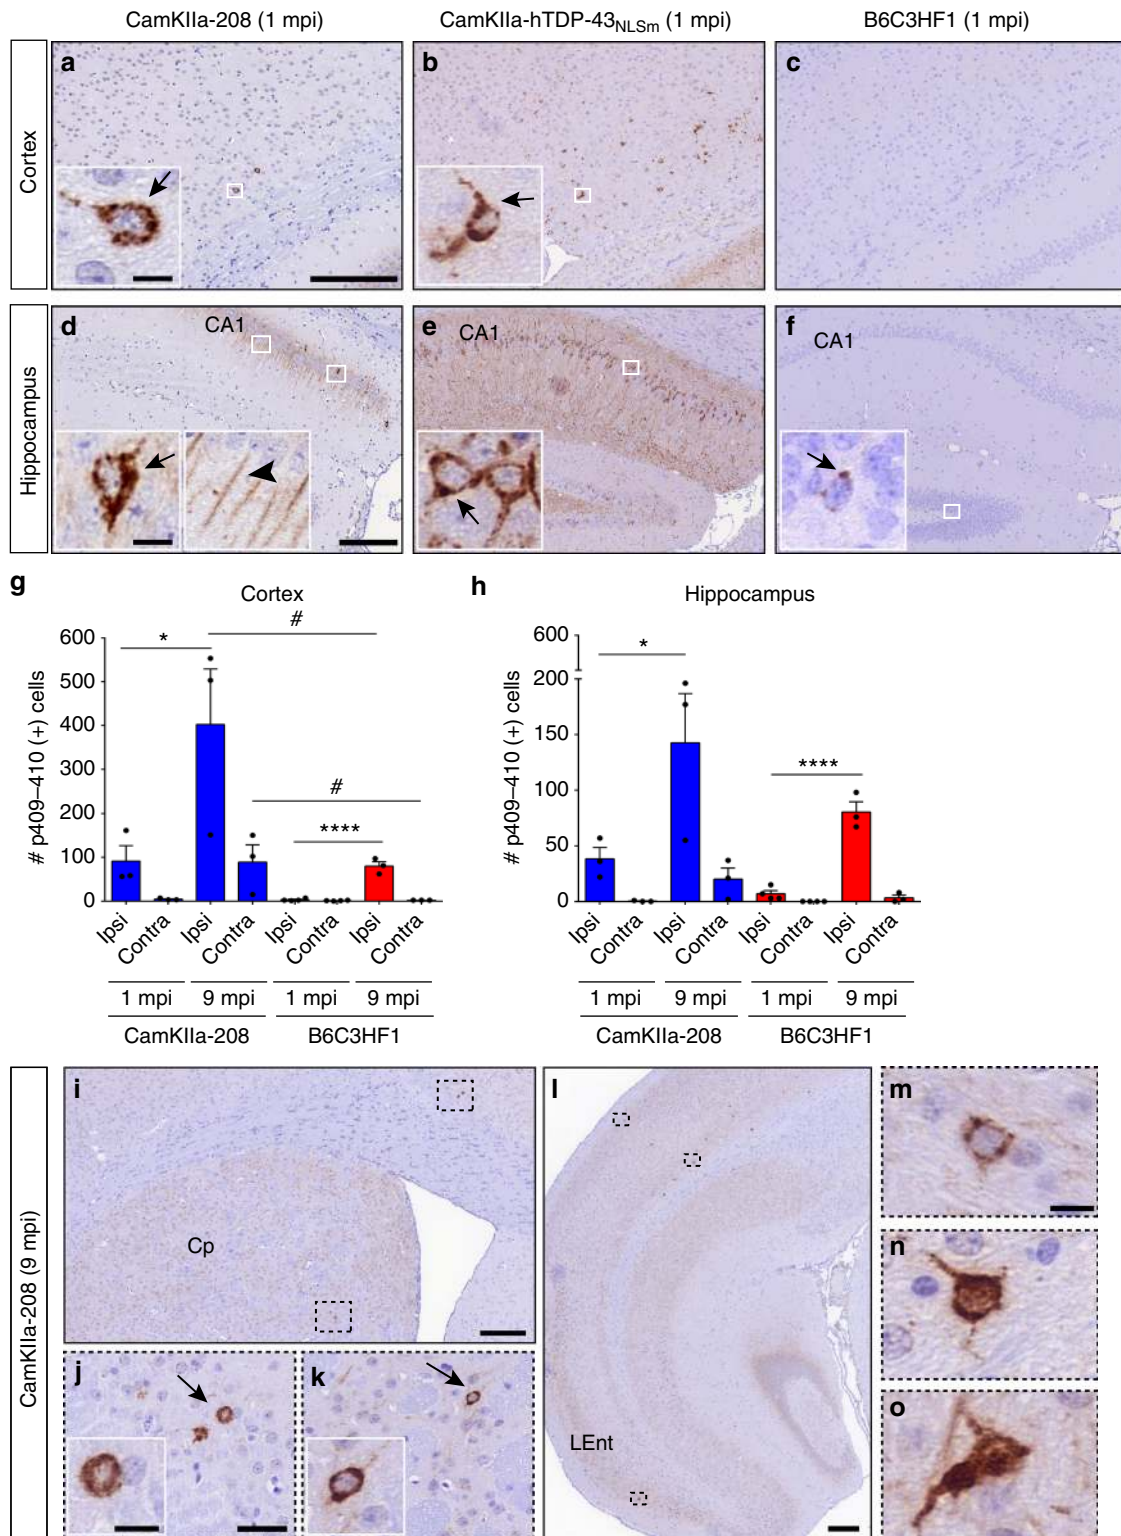 CamKIIa-208 (1 mpi)
CamKIIa-hTDP-43NLSm (1 mpi)
B6C3HF1 (1 mpi)
Cortex
a
b
c
Hippocampus
d
CA1
e
CA1
f
CA1
g
Cortex
# p409–410 (+) cells
600
500
400
300
200
100
0
*
#
#
****
Ipsi
Contra
Ipsi
Contra
Ipsi
Contra
Ipsi
Contra
1 mpi
9 mpi
1 mpi
9 mpi
CamKIIa-208
B6C3HF1
h
Hippocampus
# p409–410 (+) cells
600
200
150
100
50
0
*
****
Ipsi
Contra
Ipsi
Contra
Ipsi
Contra
Ipsi
Contra
1 mpi
9 mpi
1 mpi
9 mpi
CamKIIa-208
B6C3HF1
CamKIIa-208 (9 mpi)
i
Cp
j
k
l
LEnt
m
n
o